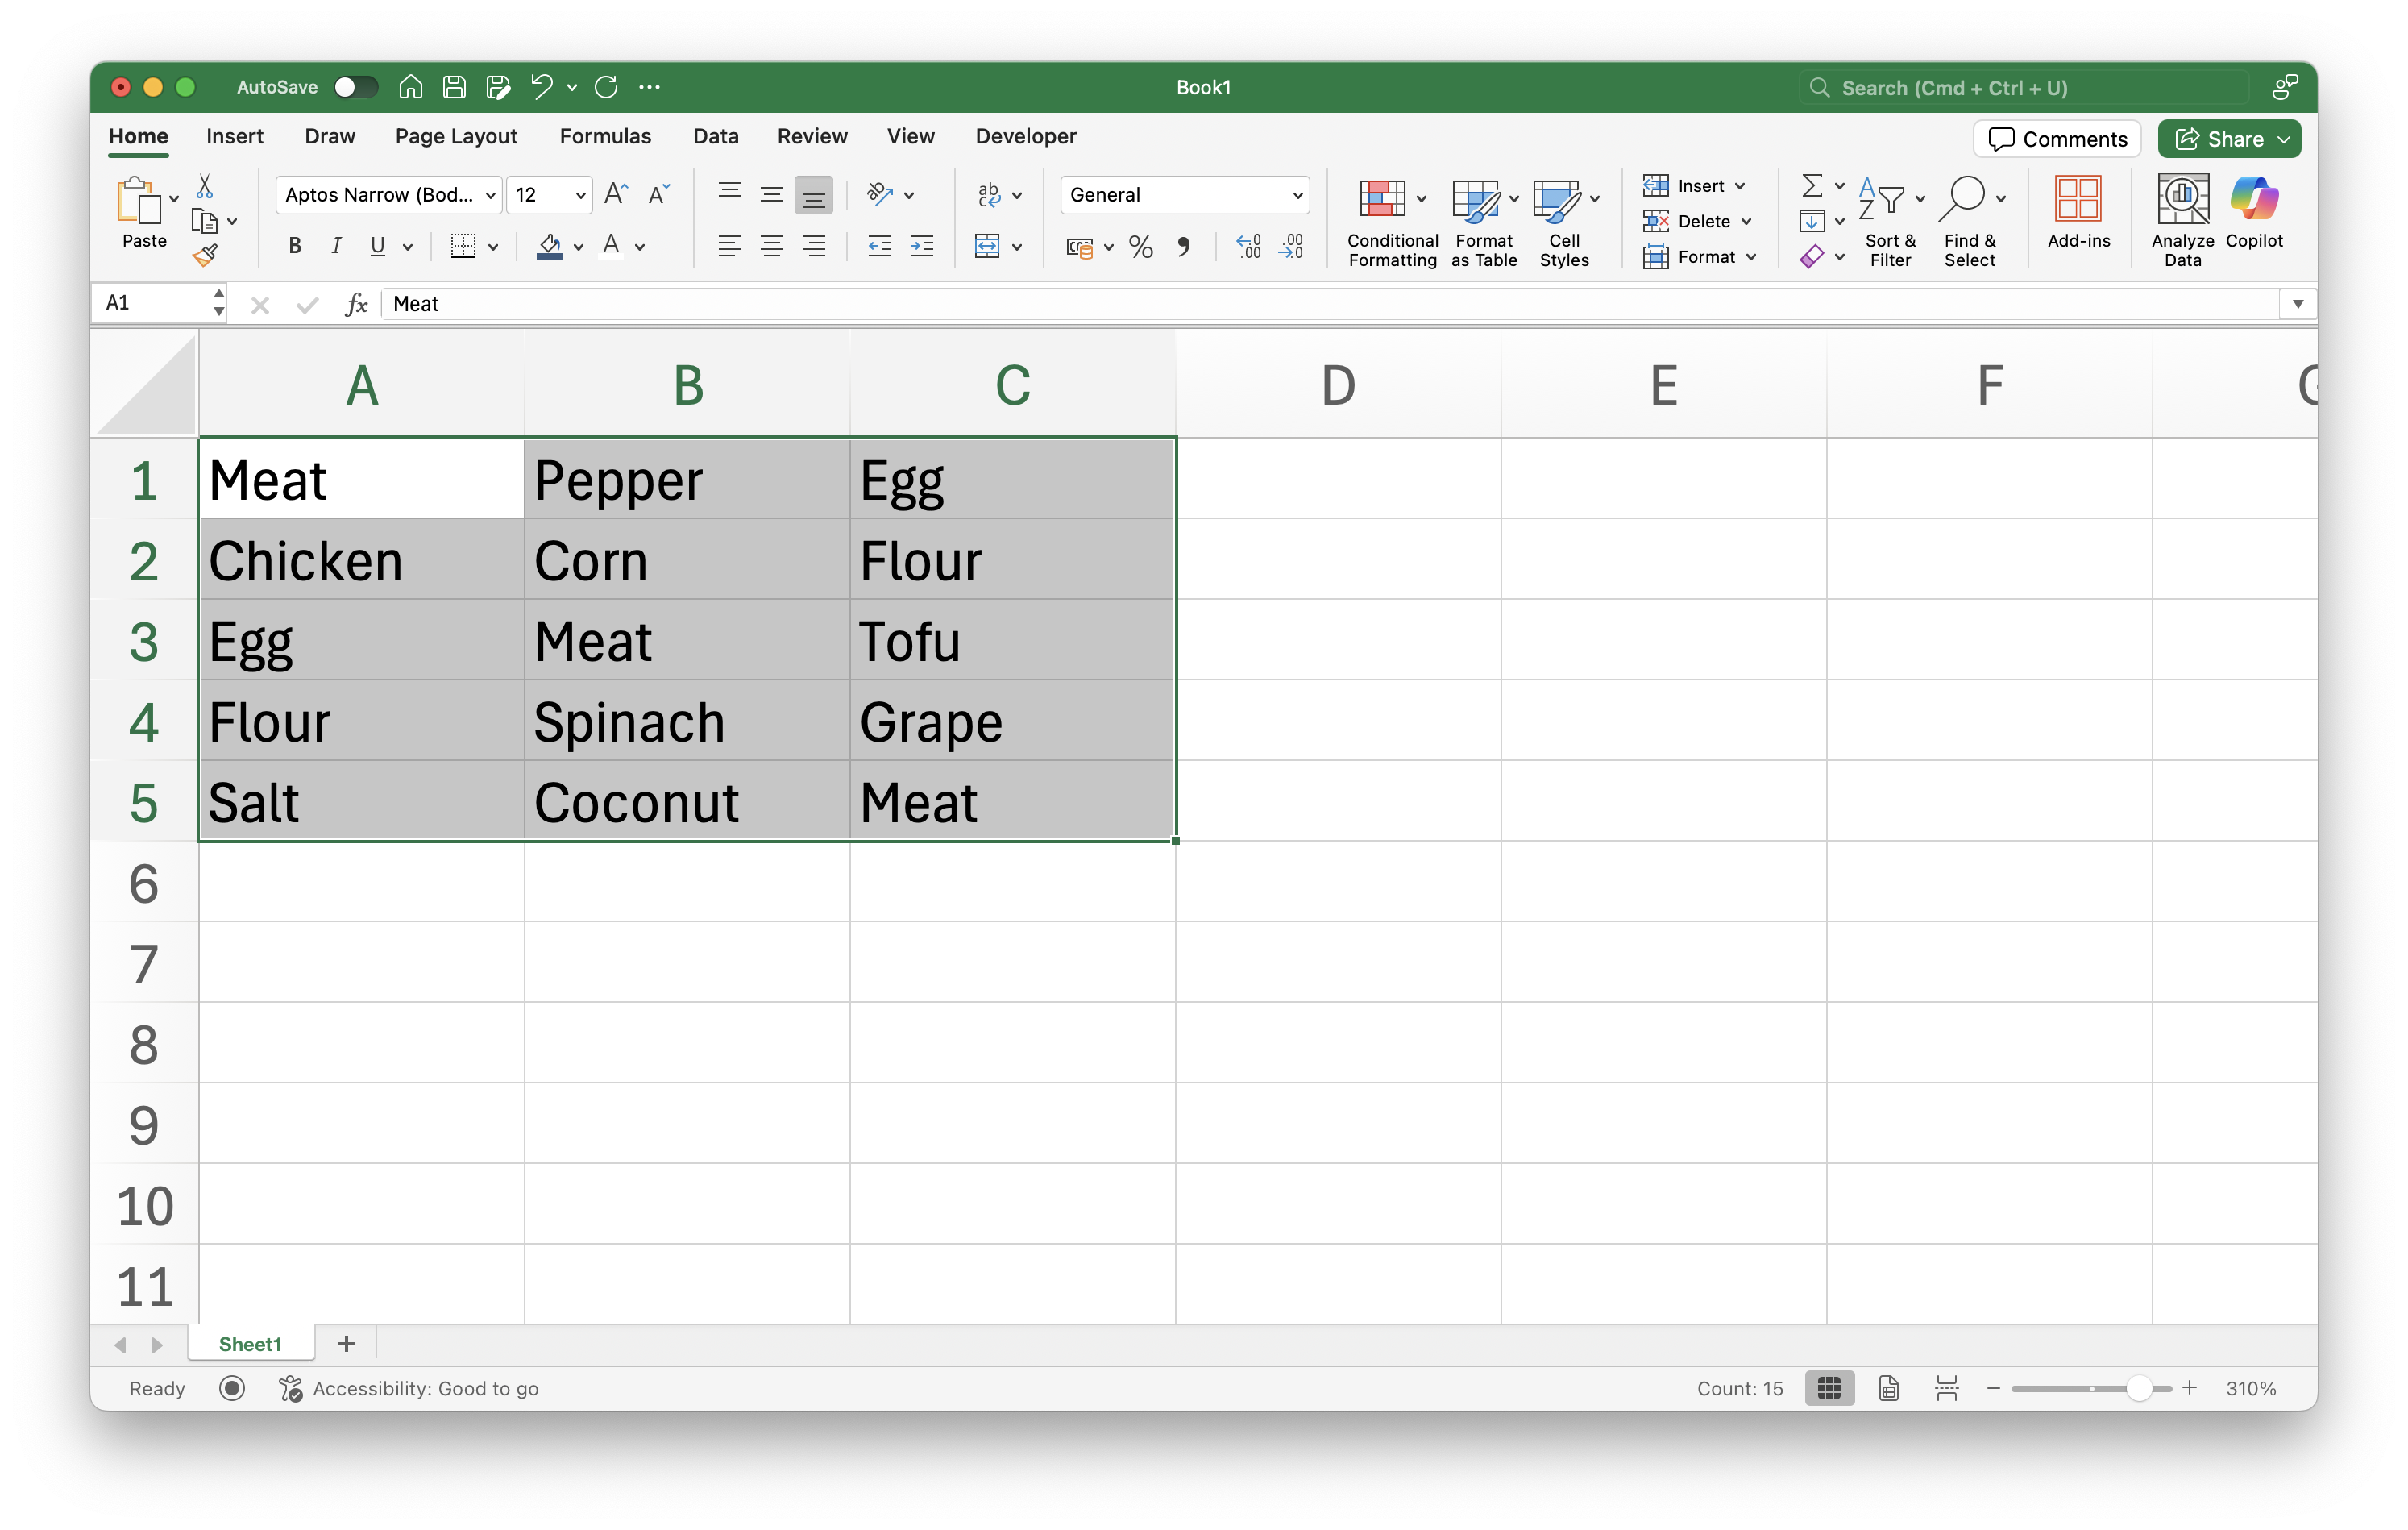 AutoSave
Book1
Search (Cmd + Ctrl + U)
Home Insert Draw Page Layout Formulas Data Review View Developer
Comments Share
Paste
Aptos Narrow (Bod... 12
B I U
General
Conditional Formatting
Format as Table
Cell Styles
Insert
Delete
Format
Sort & Filter
Find & Select
Add-ins
Analyze Data
Copilot
A1 fx Meat
A B C D E F
1 Meat Pepper Egg
2 Chicken Corn Flour
3 Egg Meat Tofu
4 Flour Spinach Grape
5 Salt Coconut Meat
6
7
8
9
10
11
Sheet1
Ready Accessibility: Good to go Count: 15 310%